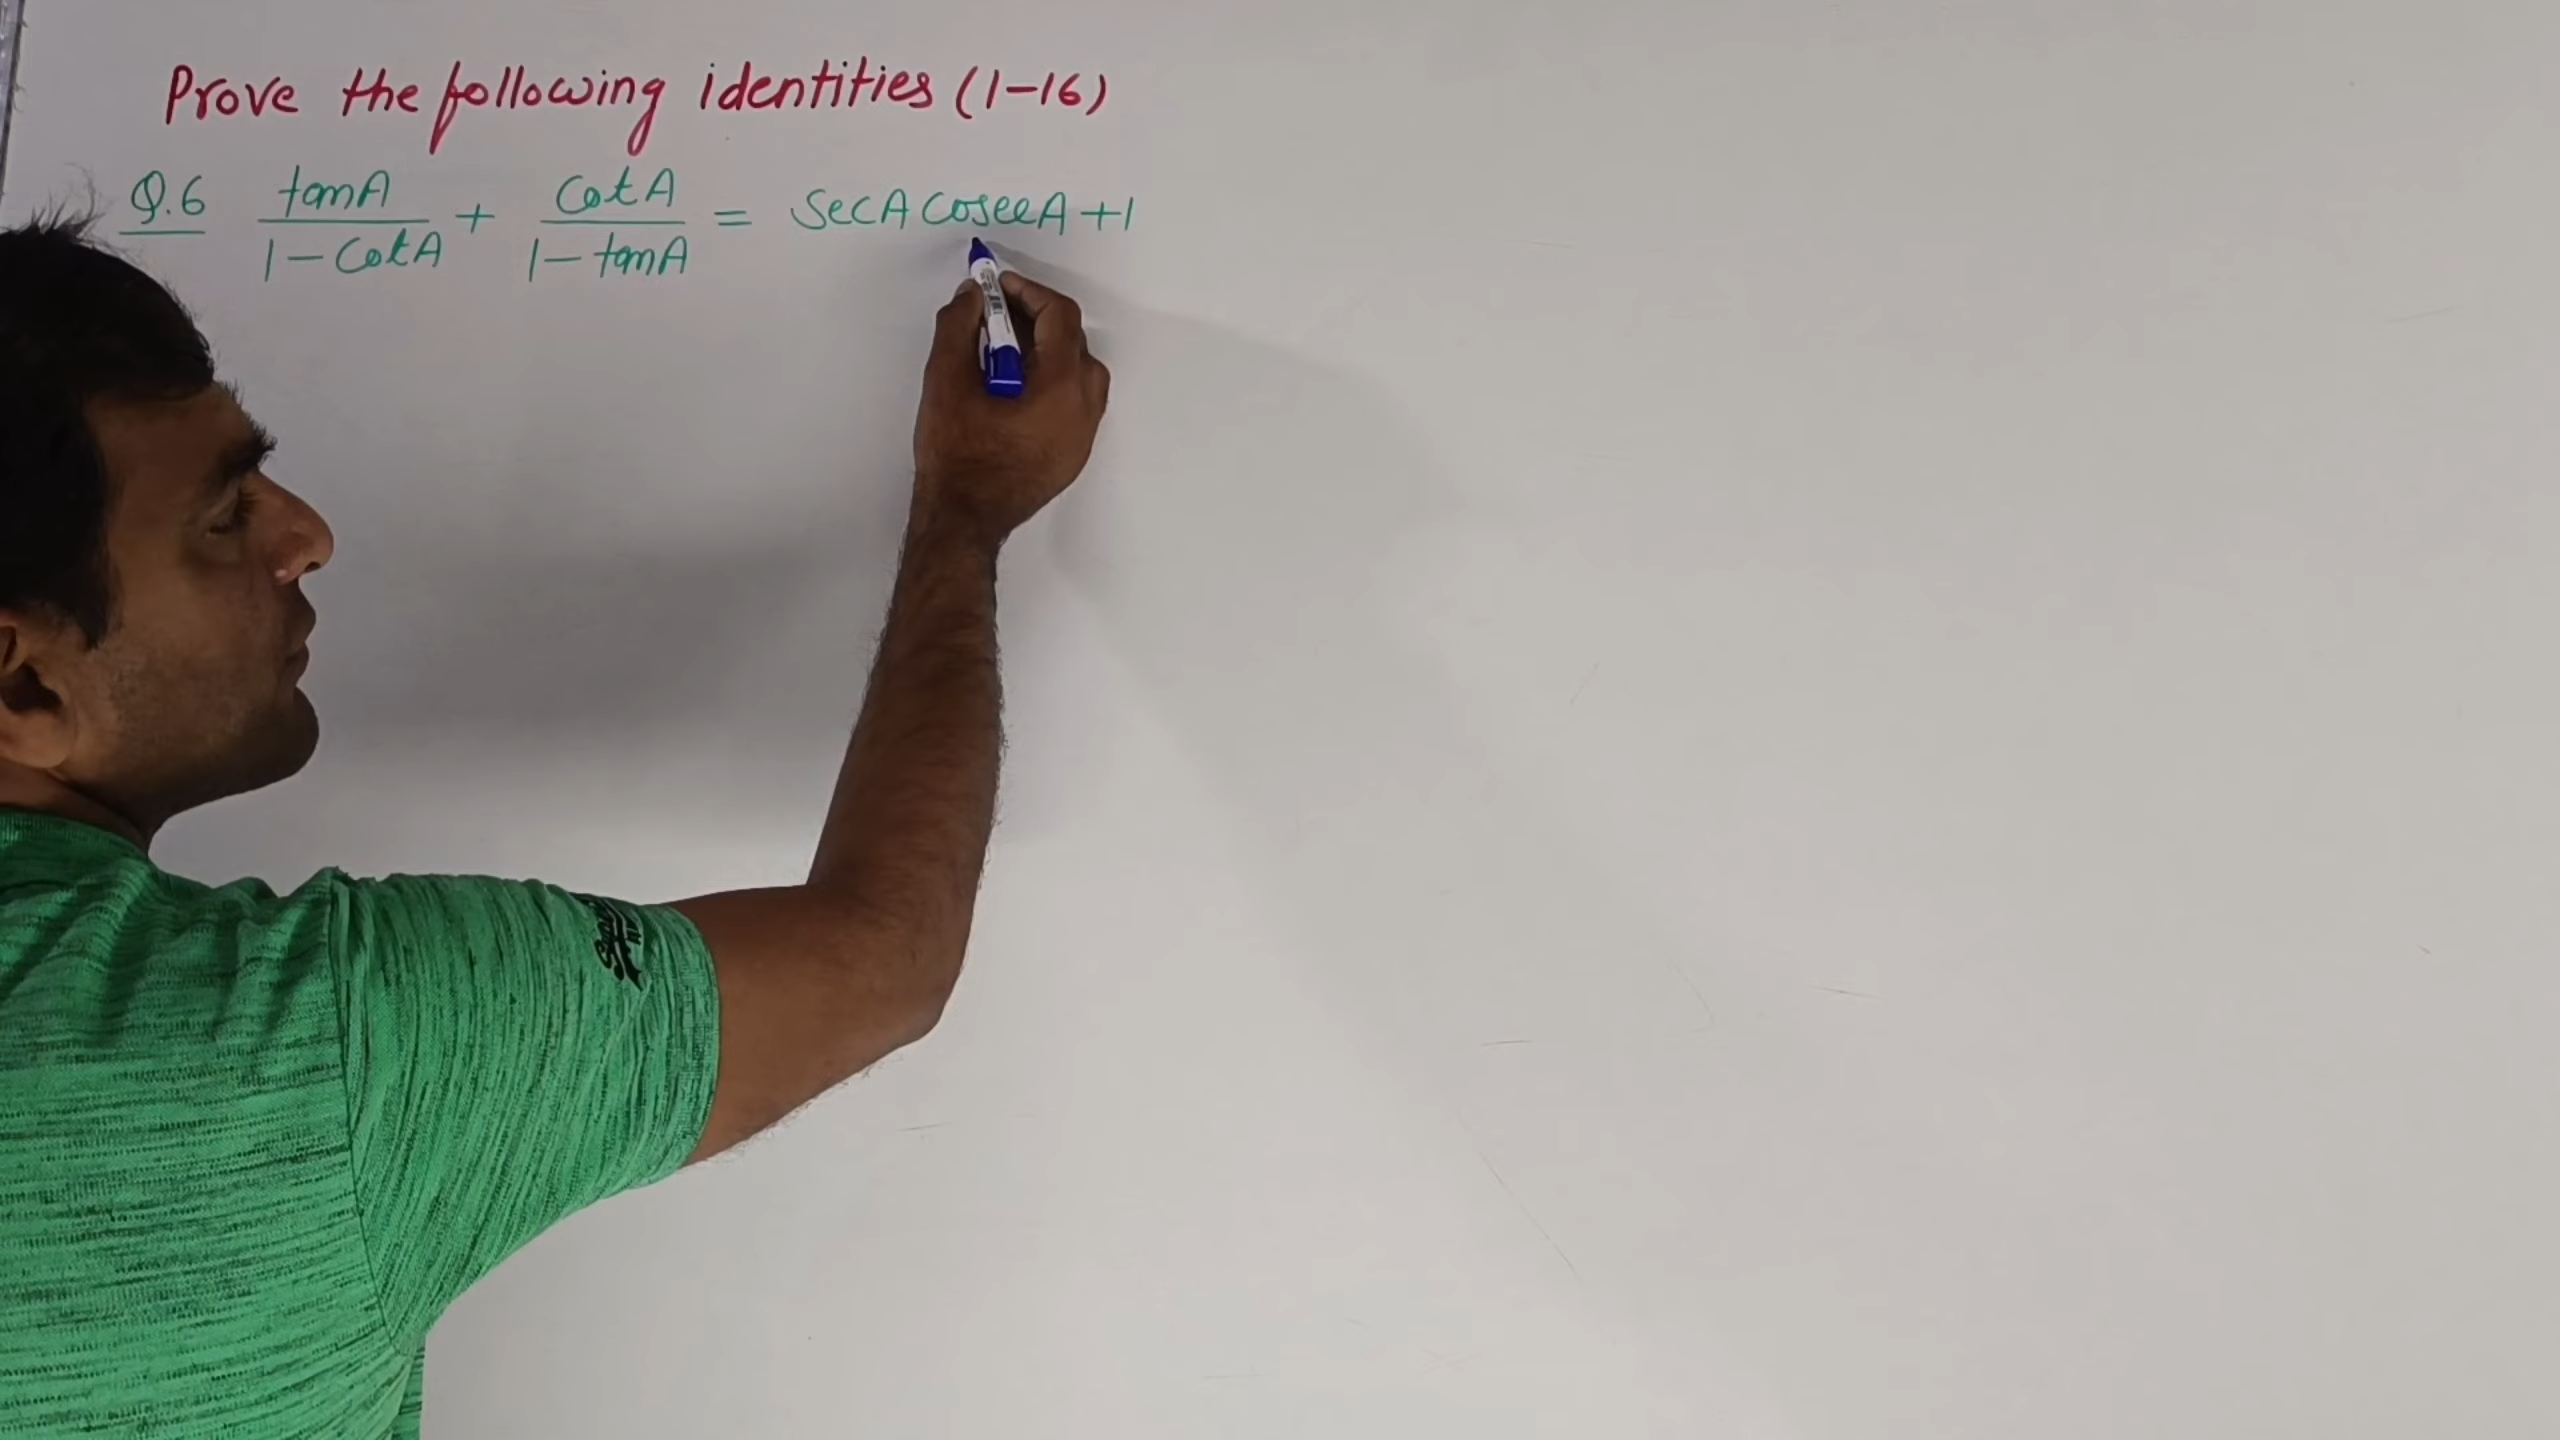 Prove the following identities (1-16)
Q.6 tanA/(1-CotA) + CotA/(1-tanA) = SecA CosecA +1